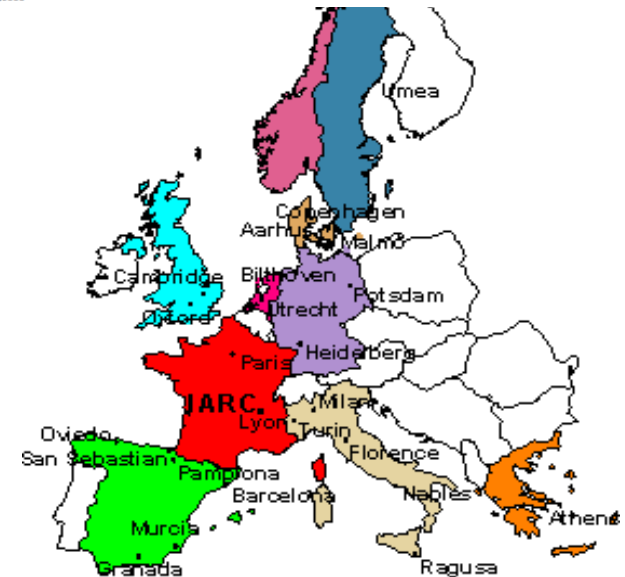 Umea
Copenhagen
Aarhus
Malmo
Cambridge
Bilthoven
Potsdam
Oxford
Utrecht
Heidelberg
Paris
IARC
Milan
Lyon
Turin
Oviedo
Florence
San Sebastian
Pamplona
Barcelona
Naples
Athens
Murcia
Granada
Ragusa